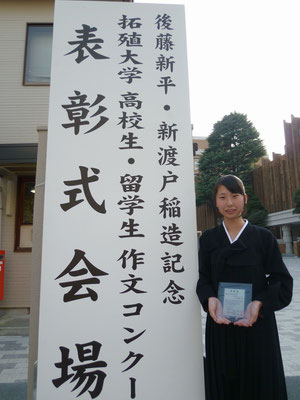 後藤新平・新渡戸稲造記念
拓殖大学 高校生・留学生 作文コンクー
表彰式会場